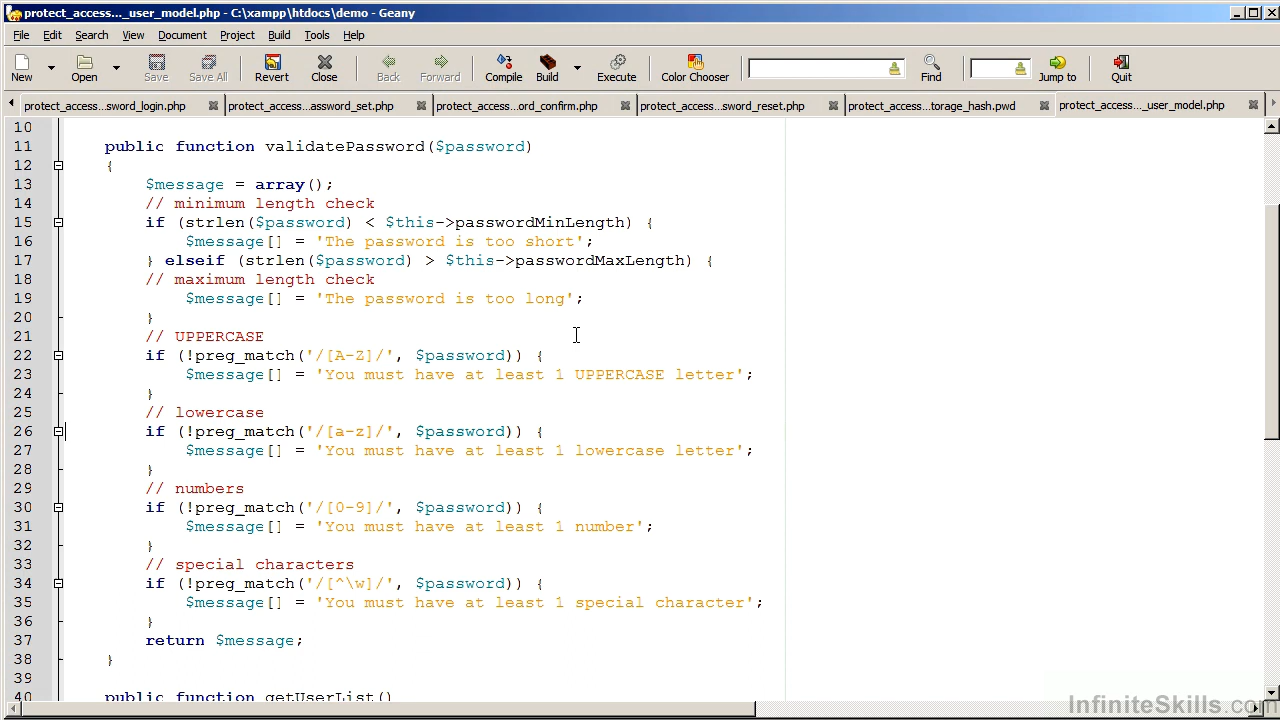 protect_access..._user_model.php - C:\xampp\htdocs\demo - Geany
File Edit Search View Document Project Build Tools Help
New Open Save Save All Revert Close Back Forward Compile Build Execute Color Chooser Find Jump to Quit
protect_access...sword_login.php protect_access...assword_set.php protect_access...ord_confirm.php protect_access...sword_reset.php protect_access...torage_hash.pwd protect_access..._user_model.php
10
11 public function validatePassword($password)
12 {
13 $message = array();
14 // minimum length check
15 if (strlen($password) < $this->passwordMinLength) {
16 $message[] = 'The password is too short';
17 } elseif (strlen($password) > $this->passwordMaxLength) {
18 // maximum length check
19 $message[] = 'The password is too long';
20 }
21 // UPPERCASE
22 if (!preg_match('/[A-Z]/', $password)) {
23 $message[] = 'You must have at least 1 UPPERCASE letter';
24 }
25 // lowercase
26 if (!preg_match('/[a-z]/', $password)) {
27 $message[] = 'You must have at least 1 lowercase letter';
28 }
29 // numbers
30 if (!preg_match('/[0-9]/', $password)) {
31 $message[] = 'You must have at least 1 number';
32 }
33 // special characters
34 if (!preg_match('/[^\w]/', $password)) {
35 $message[] = 'You must have at least 1 special character';
36 }
37 return $message;
38 }
39
40 public function getUserList()
InfiniteSkills.com